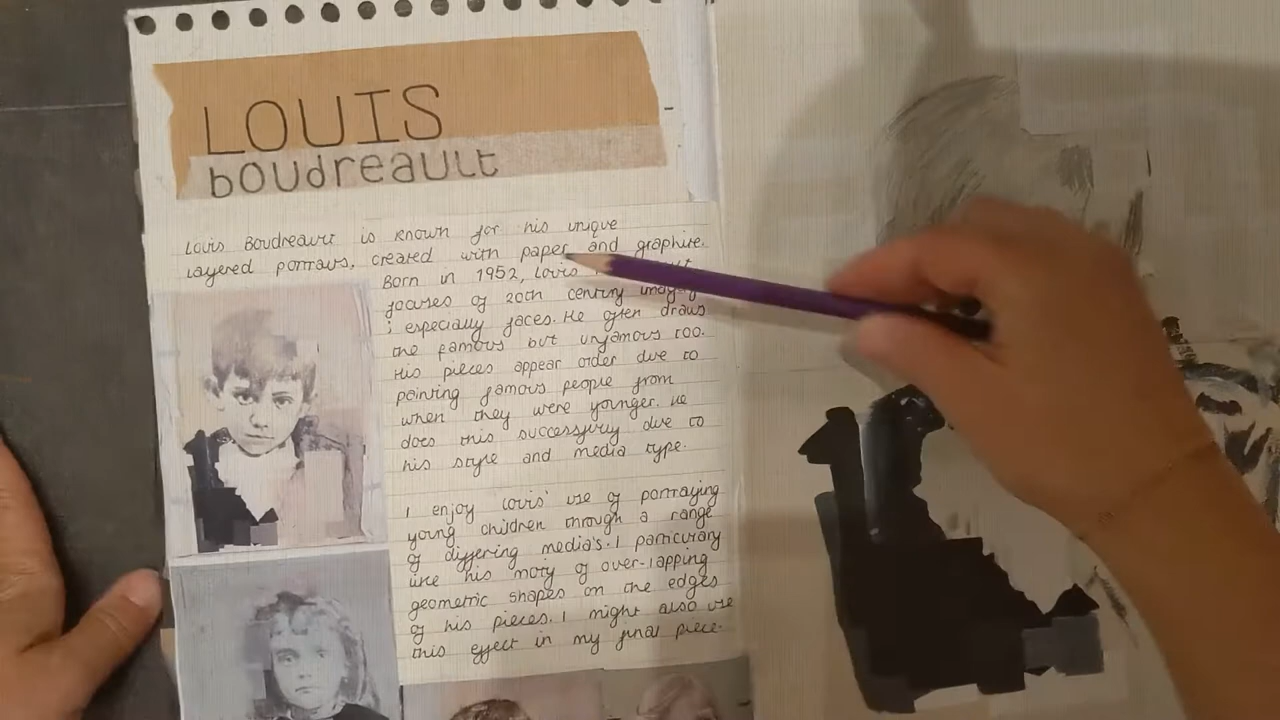 LOUIS
boudreault
Louis Boudreault is known for his unique
layered portraits, created with paper and graphite.
Born in 1952, Louis
focuses of 20th century imagery
; especially faces. He often draws
the famous but unfamous too.
His pieces appear older due to
painting famous people from
when they were younger. He
does this successfully due to
his style and media type.
I enjoy Louis' use of portraying
young children through a range
of differing media's. I particulary
like his motif of over-lapping
geometric shapes on the edges
of his pieces. I might also use
this effect in my final piece.